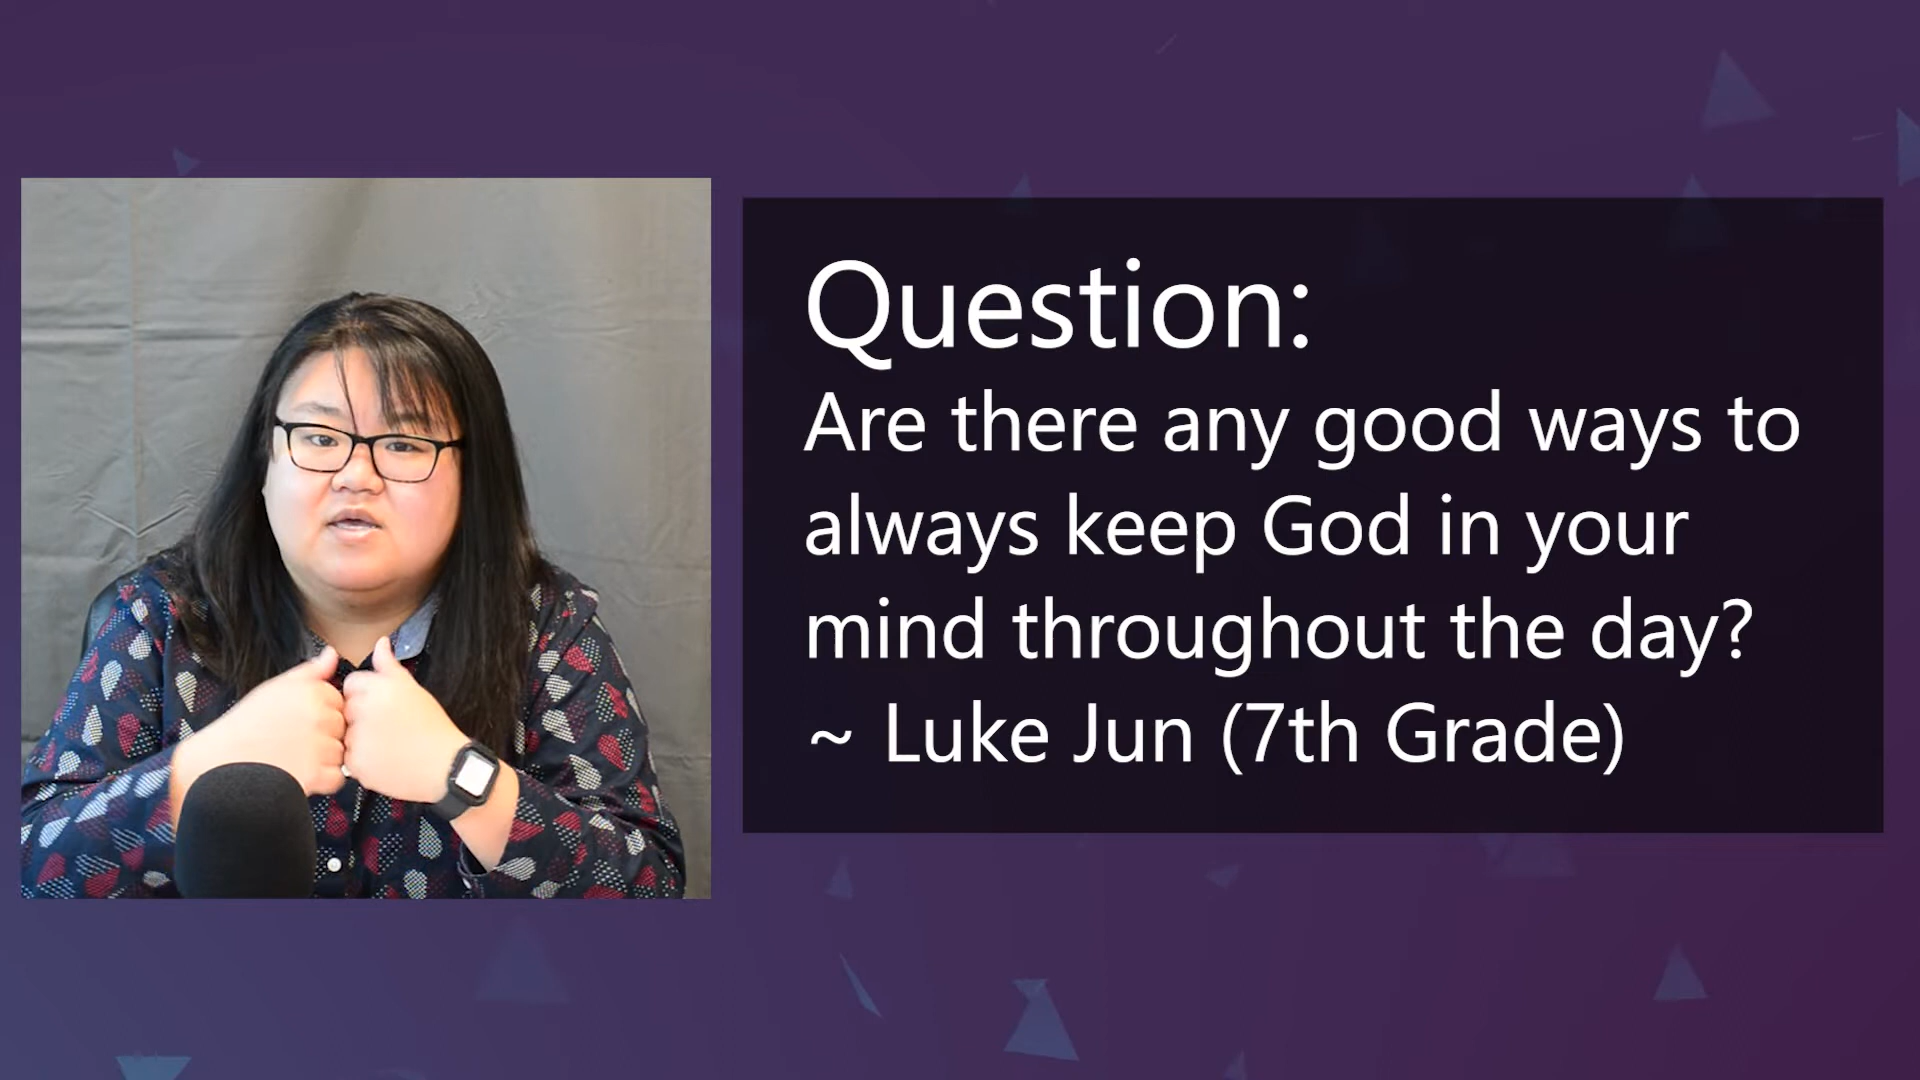 Question:
Are there any good ways to
always keep God in your
mind throughout the day?
~ Luke Jun (7th Grade)